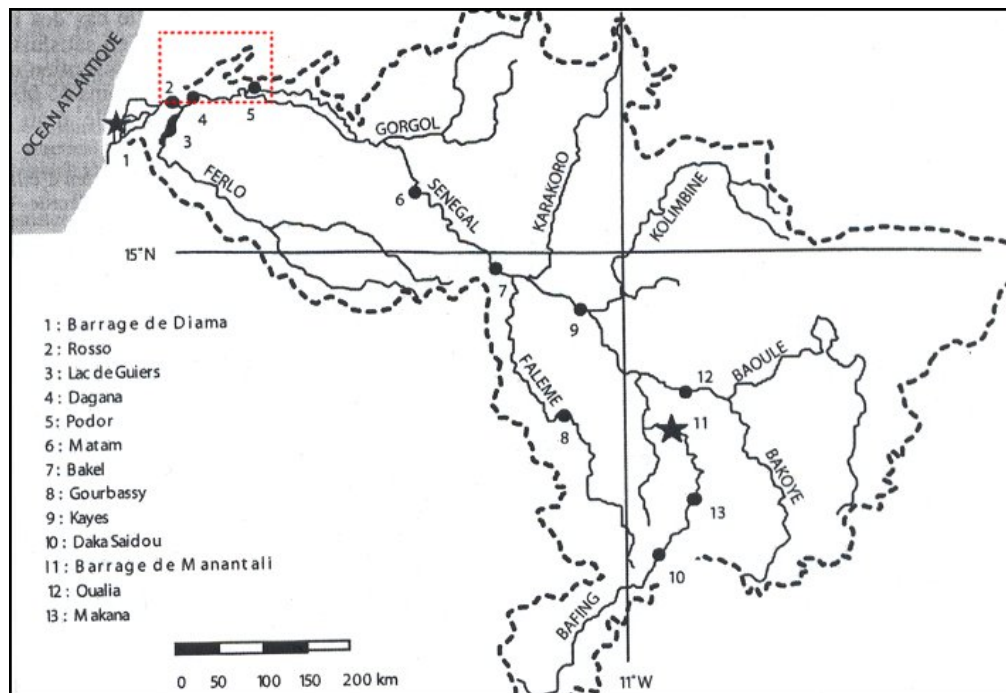 OCEAN ATLANTIQUE
2
4
5
1
3
GORGOL
FERLO
6
SENEGAL
KARAKORO
KOLIMBINE
15°N
7
9
1 : Barrage de Diama
2 : Rosso
3 : Lac de Guiers
4 : Dagana
5 : Podor
6 : Matam
7 : Bakel
8 : Gourbassy
9 : Kayes
10 : Daka Saidou
11 : Barrage de Manantali
12 : Oualia
13 : Makana
FALEME
8
12
BAOULE
11
BAKOYE
13
10
BAFING
11°W
0 50 100 150 200 km